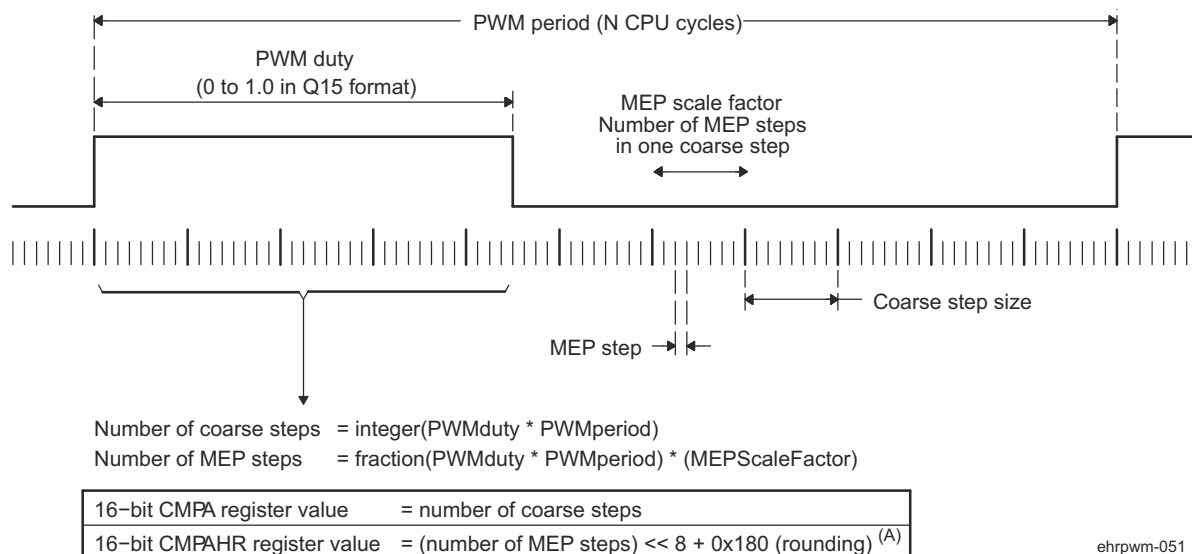 PWM period (N CPU cycles)
PWM duty
(0 to 1.0 in Q15 format)
MEP scale factor
Number of MEP steps
in one coarse step
Coarse step size
MEP step
Number of coarse steps = integer(PWMduty * PWMperiod)
Number of MEP steps = fraction(PWMduty * PWMperiod) * (MEPScaleFactor)
16−bit CMPA register value = number of coarse steps
16−bit CMPAHR register value = (number of MEP steps) << 8 + 0x180 (rounding) (A)
ehrpwm-051